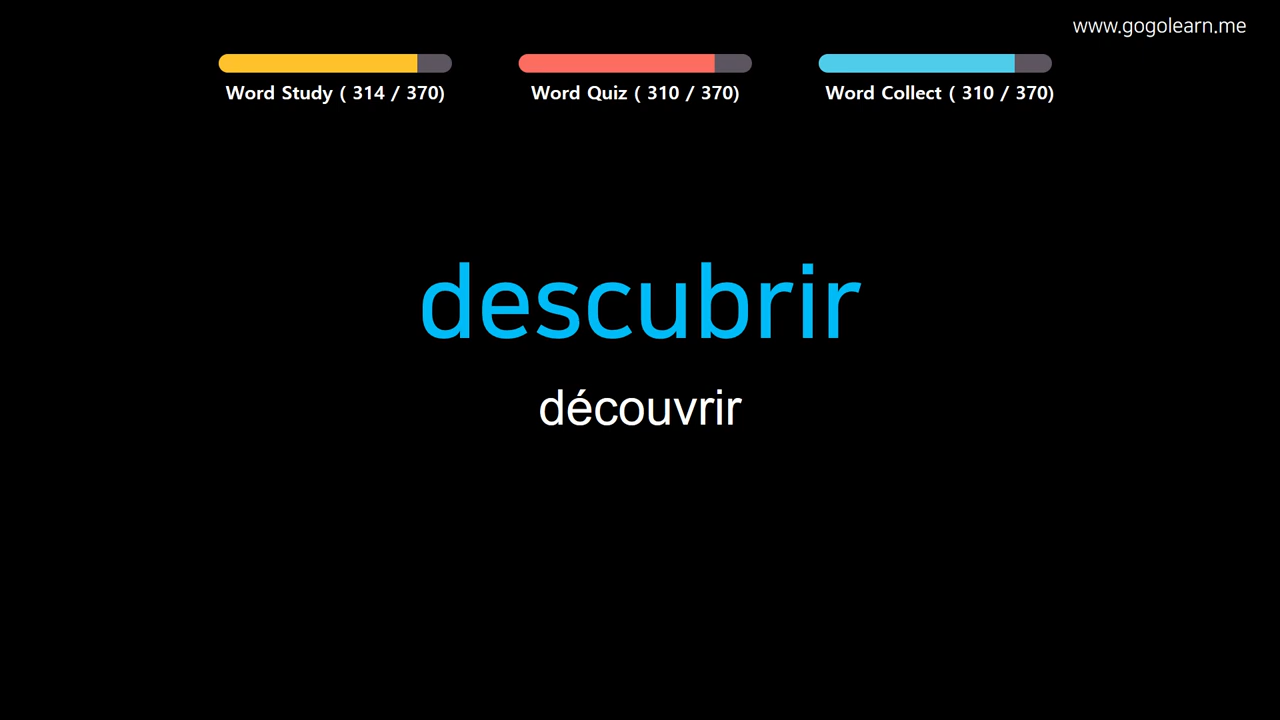 www.gogolearn.me
Word Study ( 314 / 370)
Word Quiz ( 310 / 370)
Word Collect ( 310 / 370)
descubrir
découvrir